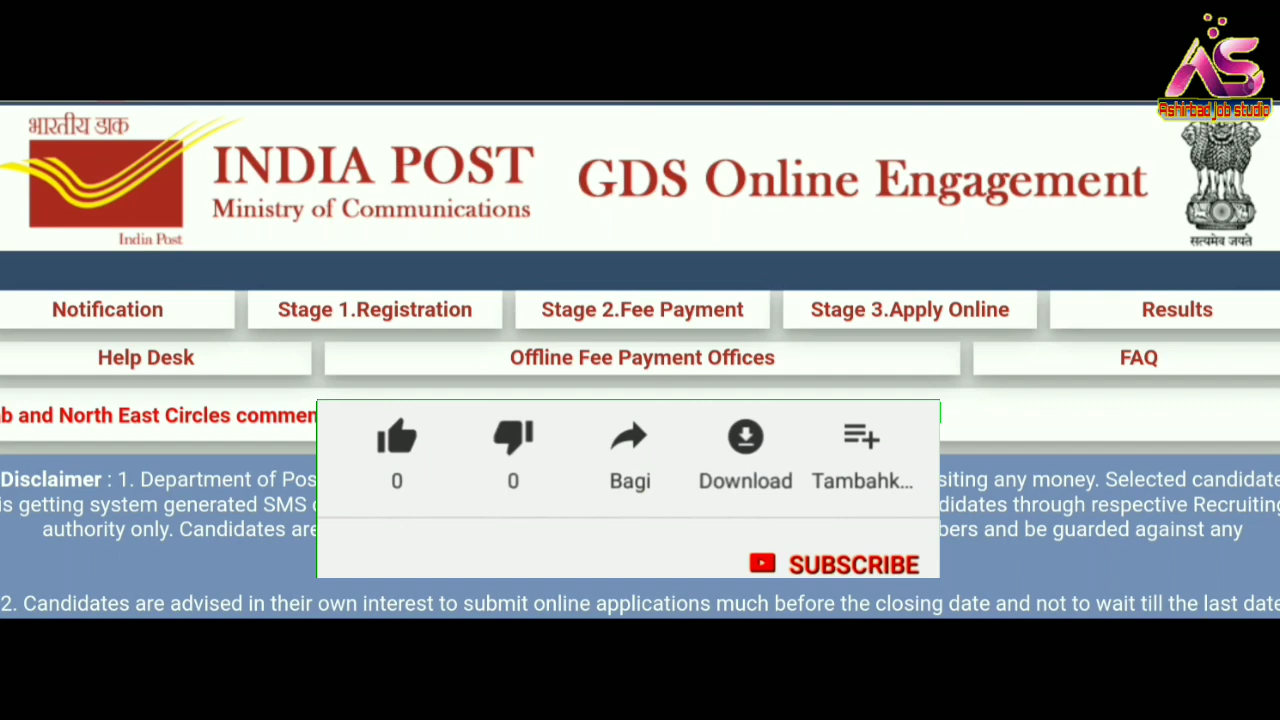 Ashirbad job studio
भारतीय डाक
INDIA POST
Ministry of Communications
India Post
GDS Online Engagement
सत्यमेव जयते
Notification
Stage 1.Registration
Stage 2.Fee Payment
Stage 3.Apply Online
Results
Help Desk
Offline Fee Payment Offices
FAQ
b and North East Circles commen
0
0
Bagi
Download
Tambahk...
SUBSCRIBE
Disclaimer : 1. Department of Pos siting any money. Selected candidate
is getting system generated SMS didates through respective Recruiting
authority only. Candidates are bers and be guarded against any
2. Candidates are advised in their own interest to submit online applications much before the closing date and not to wait till the last date